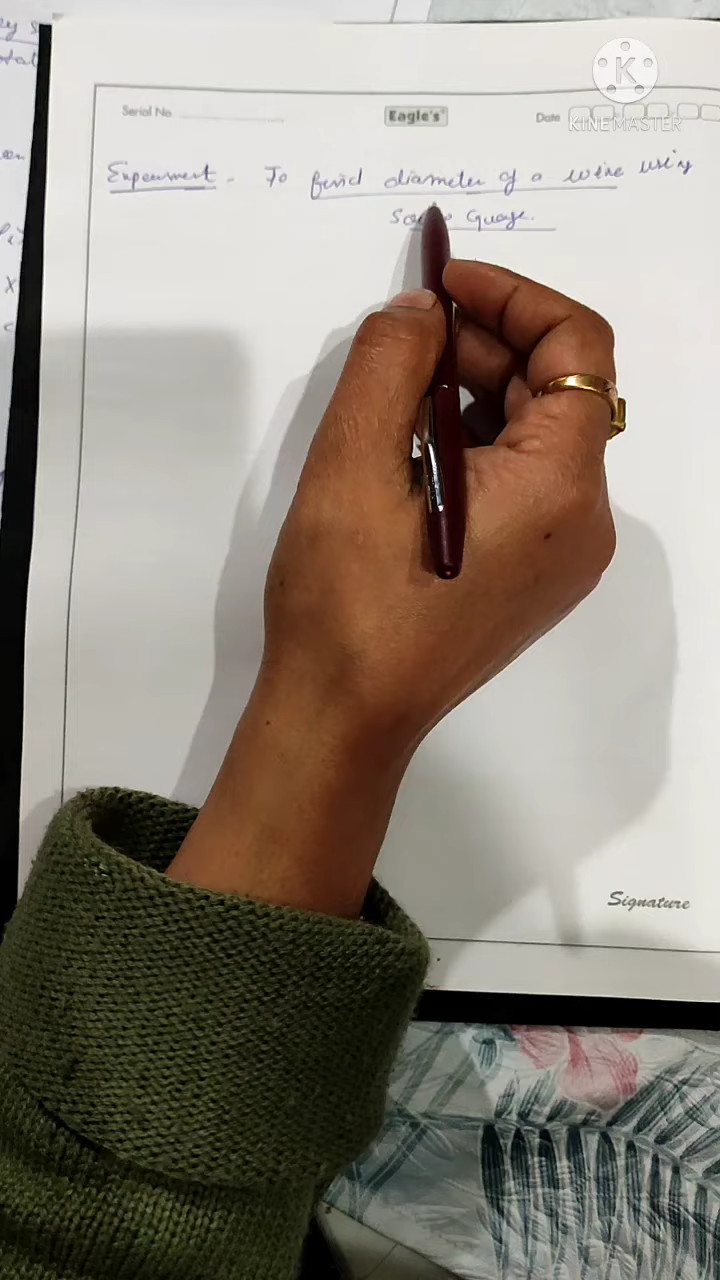 K
KINEMASTER
Serial No.
Eagle's
Date
Experiment - To find diameter of a wire using
Guage.
Signature